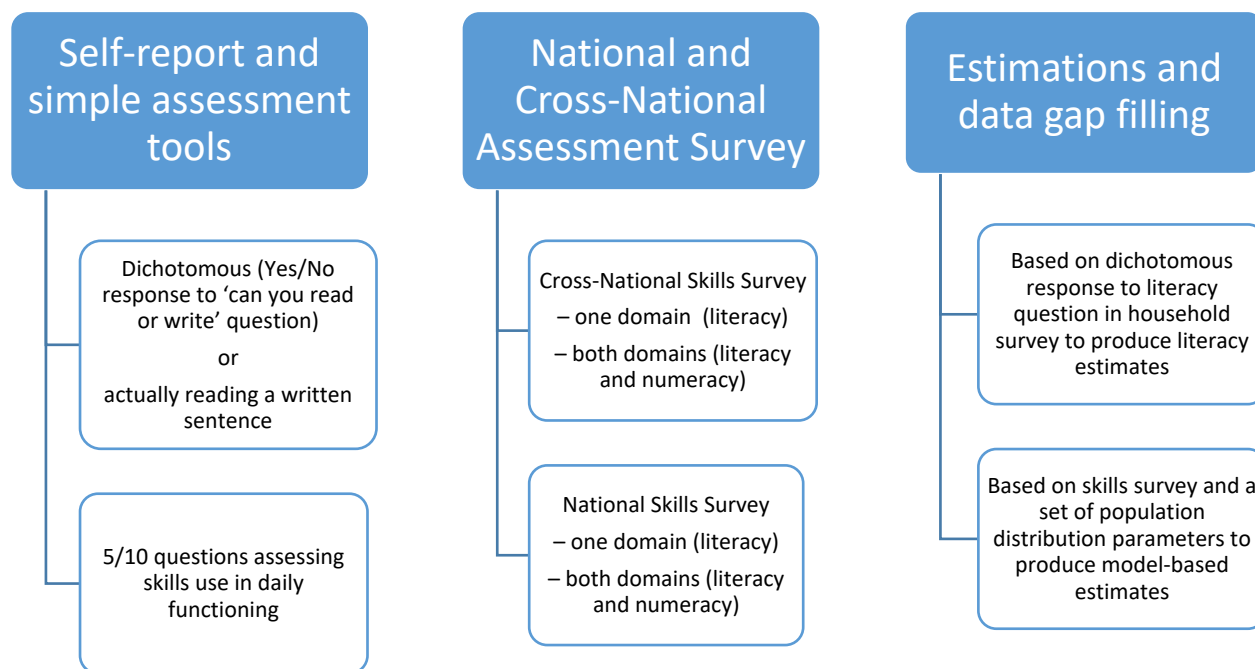 Self-report and
simple assessment
tools
Dichotomous (Yes/No
response to ‘can you read
or write’ question)
or
actually reading a written
sentence
5/10 questions assessing
skills use in daily
functioning
National and
Cross-National
Assessment Survey
Cross-National Skills Survey
– one domain (literacy)
– both domains (literacy
and numeracy)
National Skills Survey
– one domain (literacy)
– both domains (literacy
and numeracy)
Estimations and
data gap filling
Based on dichotomous
response to literacy
question in household
survey to produce literacy
estimates
Based on skills survey and a
set of population
distribution parameters to
produce model-based
estimates